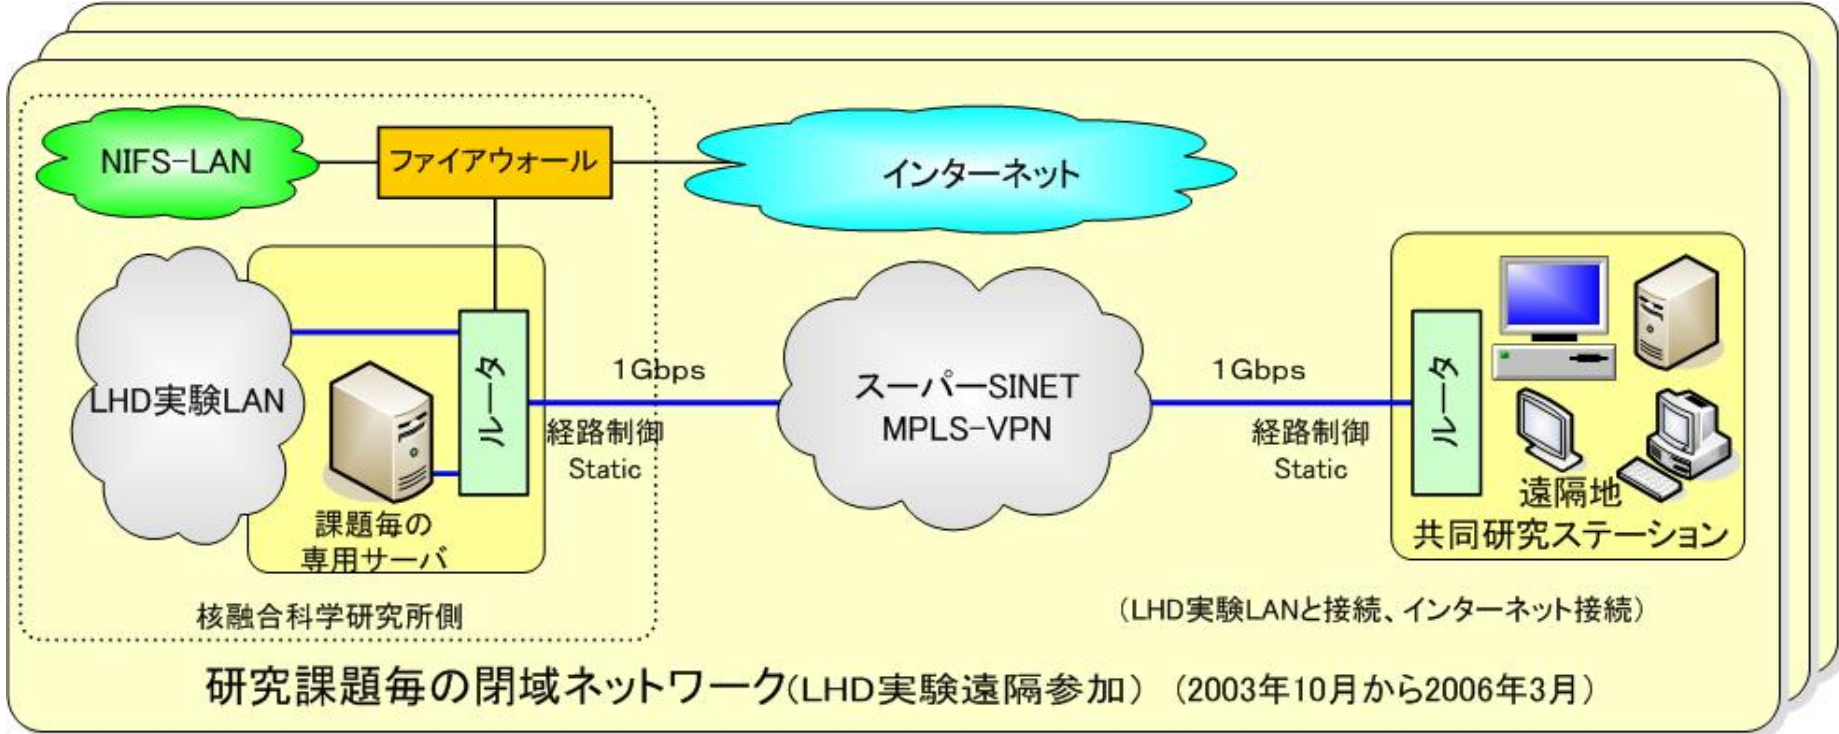 NIFS-LAN
ファイアウォール
インターネット
LHD実験LAN
ルータ
課題毎の
専用サーバ
1Gbps
経路制御
Static
スーパーSINET
MPLS-VPN
1Gbps
経路制御
Static
ルータ
遠隔地
共同研究ステーション
核融合科学研究所側
(LHD実験LANと接続、インターネット接続)
研究課題毎の閉域ネットワーク(LHD実験遠隔参加) (2003年10月から2006年3月)